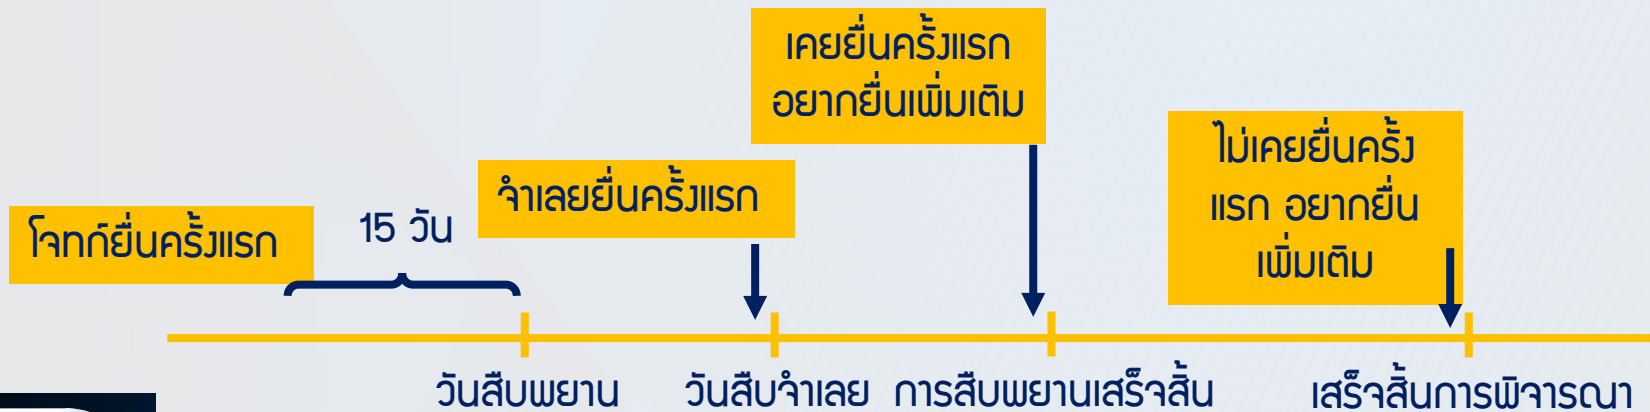 เคยยื่นครั้งแรก
อยากยื่นเพิ่มเติม
ไม่เคยยื่นครั้ง
แรก อยากยื่น
เพิ่มเติม
จำเลยยื่นครั้งแรก
โจทก์ยื่นครั้งแรก
15 วัน
วันสืบพยาน
วันสืบจำเลย
การสืบพยานเสร็จสิ้น
เสร็จสิ้นการพิจารณา